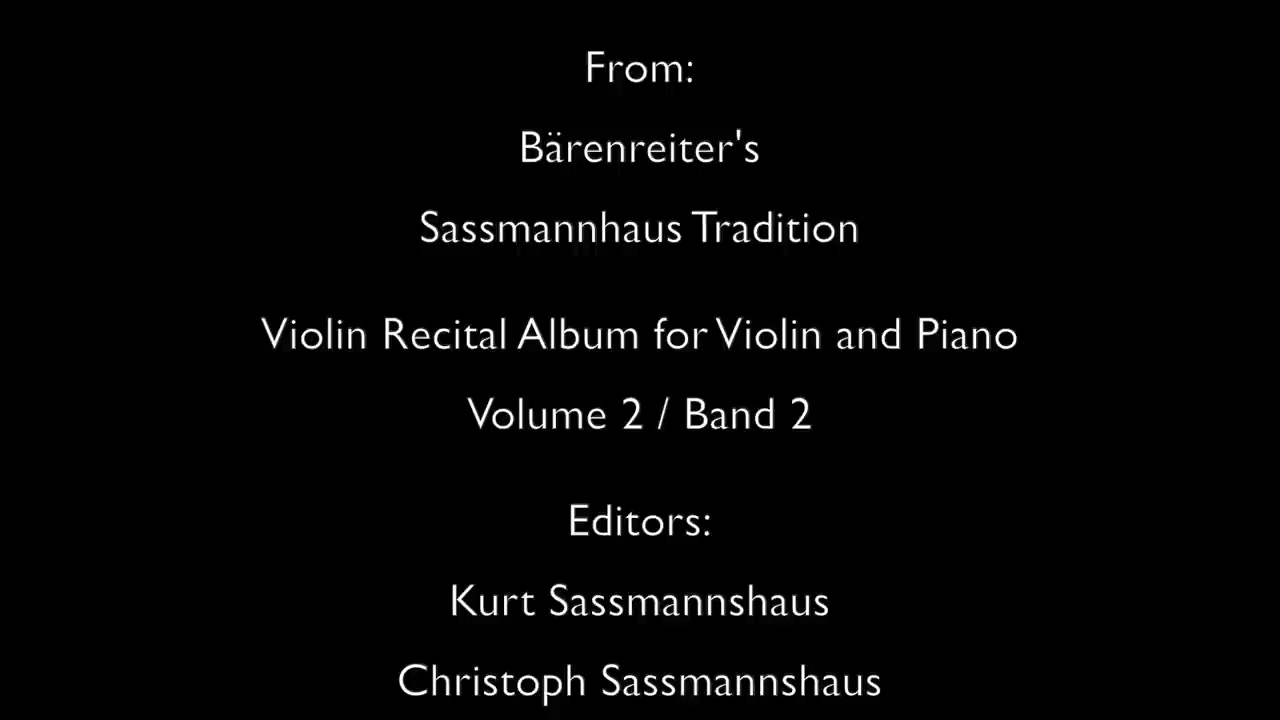 From:
Bärenreiter's
Sassmannhaus Tradition
Violin Recital Album for Violin and Piano
Volume 2 / Band 2
Editors:
Kurt Sassmannshaus
Christoph Sassmannshaus